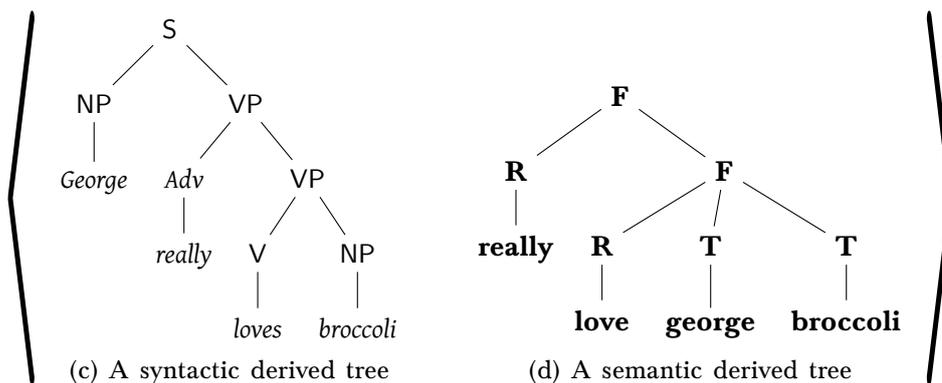 S
NP VP F
George Adv VP R F
really V NP really R T T
loves broccoli love george broccoli
(c) A syntactic derived tree (d) A semantic derived tree